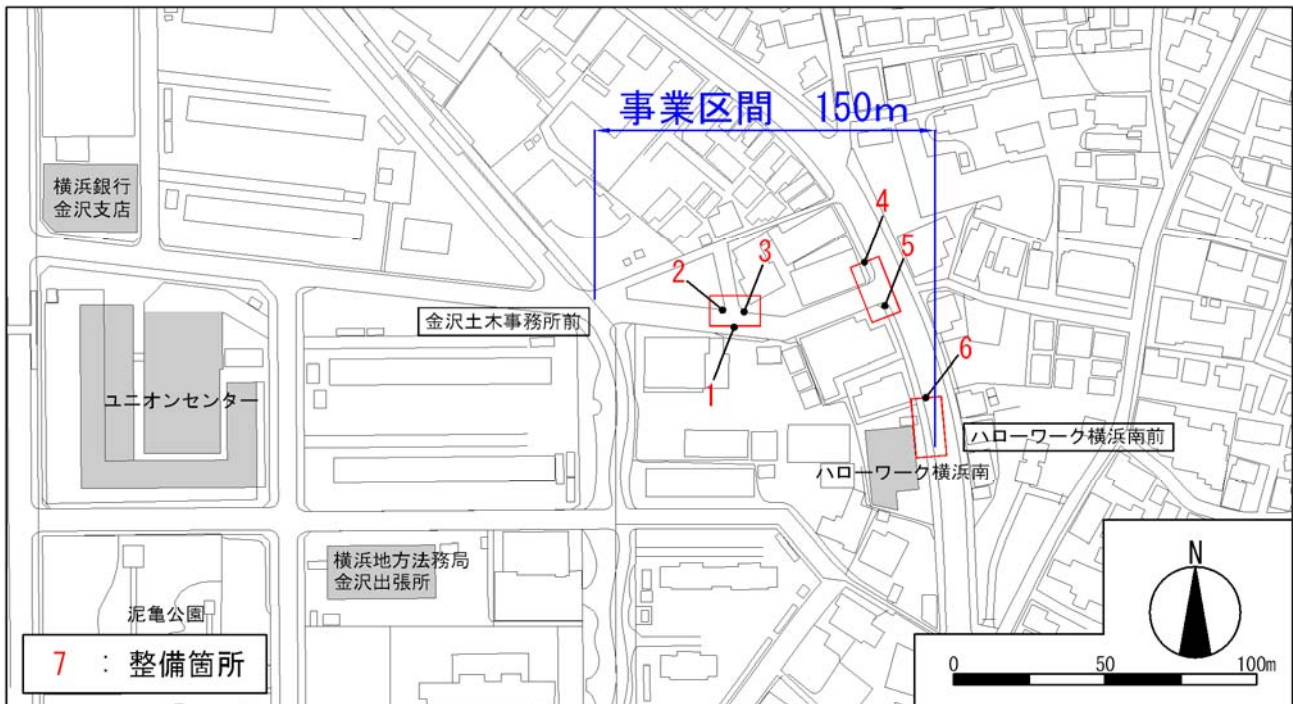 事業区間 150m
横浜銀行
金沢支店
4
5
2
3
金沢土木事務所前
1
6
ユニオンセンター
ハローワーク横浜南前
ハローワーク横浜南
横浜地方法務局
金沢出張所
泥亀公園
7 : 整備箇所
N
0 50 100m